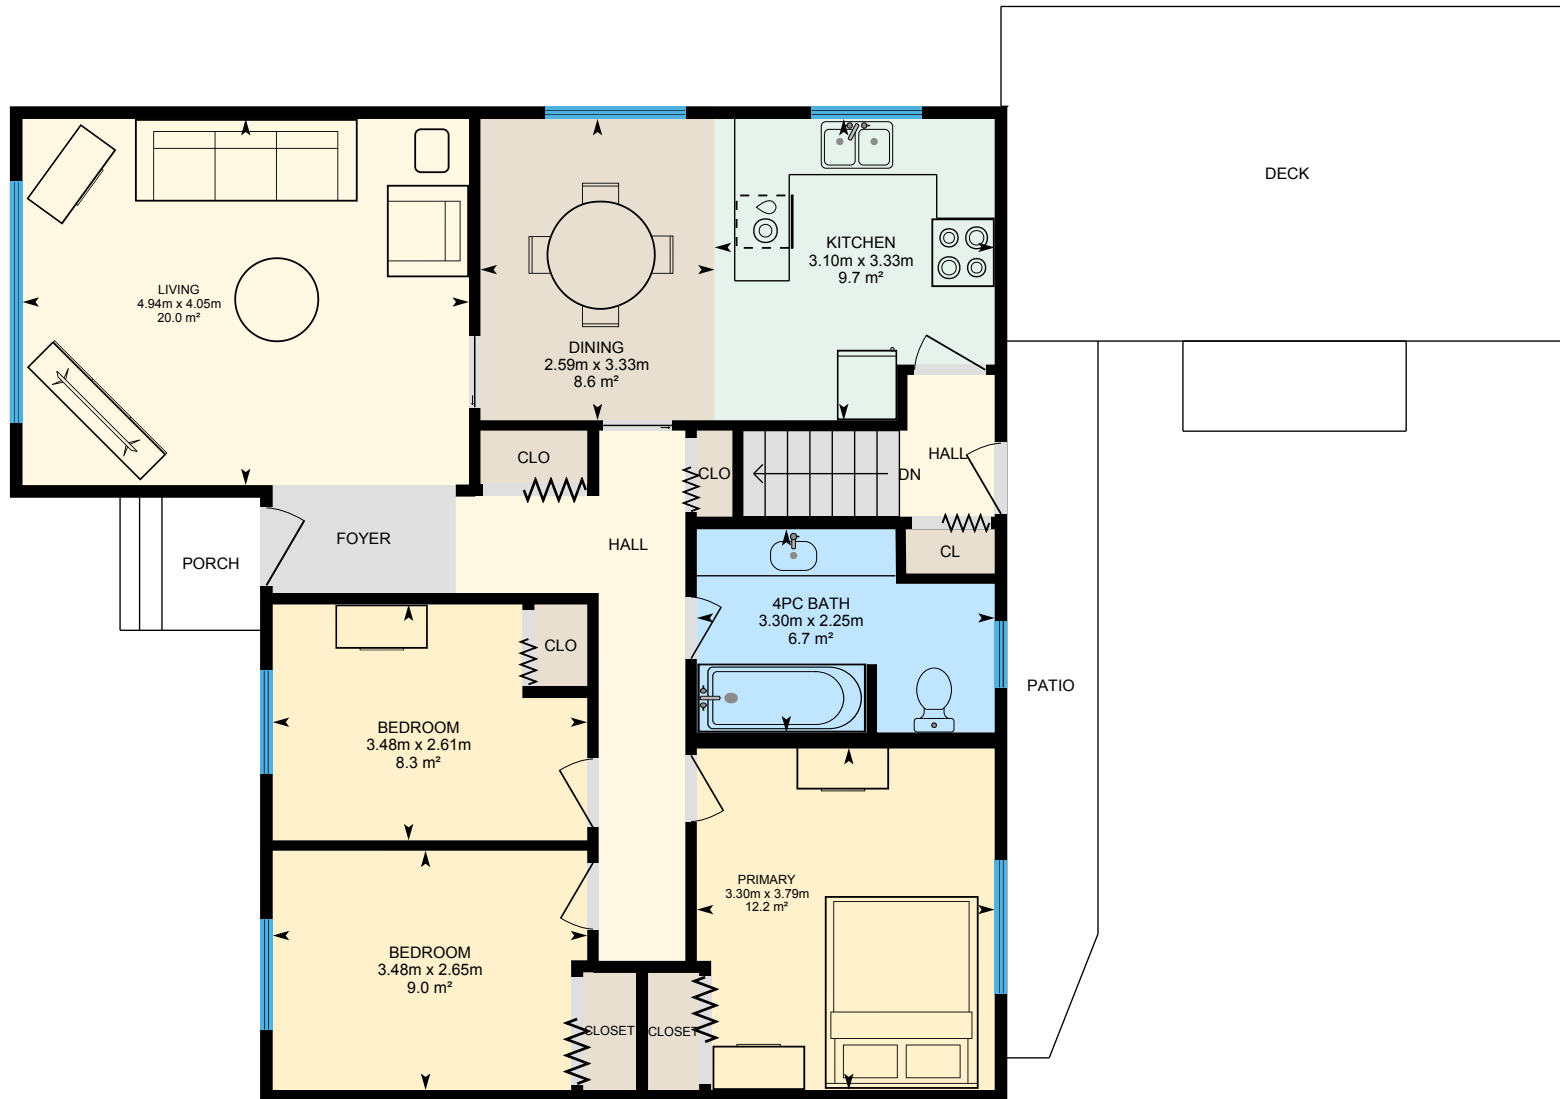 DECK
LIVING
4.94m x 4.05m
20.0 m²
DINING
2.59m x 3.33m
8.6 m²
KITCHEN
3.10m x 3.33m
9.7 m²
CLO
CLO
DN
HALL
CL
PORCH
FOYER
HALL
4PC BATH
3.30m x 2.25m
6.7 m²
CLO
BEDROOM
3.48m x 2.61m
8.3 m²
PATIO
PRIMARY
3.30m x 3.79m
12.2 m²
BEDROOM
3.48m x 2.65m
9.0 m²
CLOSET
CLOSET